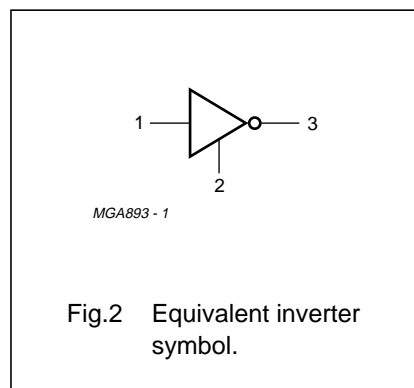 1
3
2
MGA893 - 1
Fig.2 Equivalent inverter
symbol.